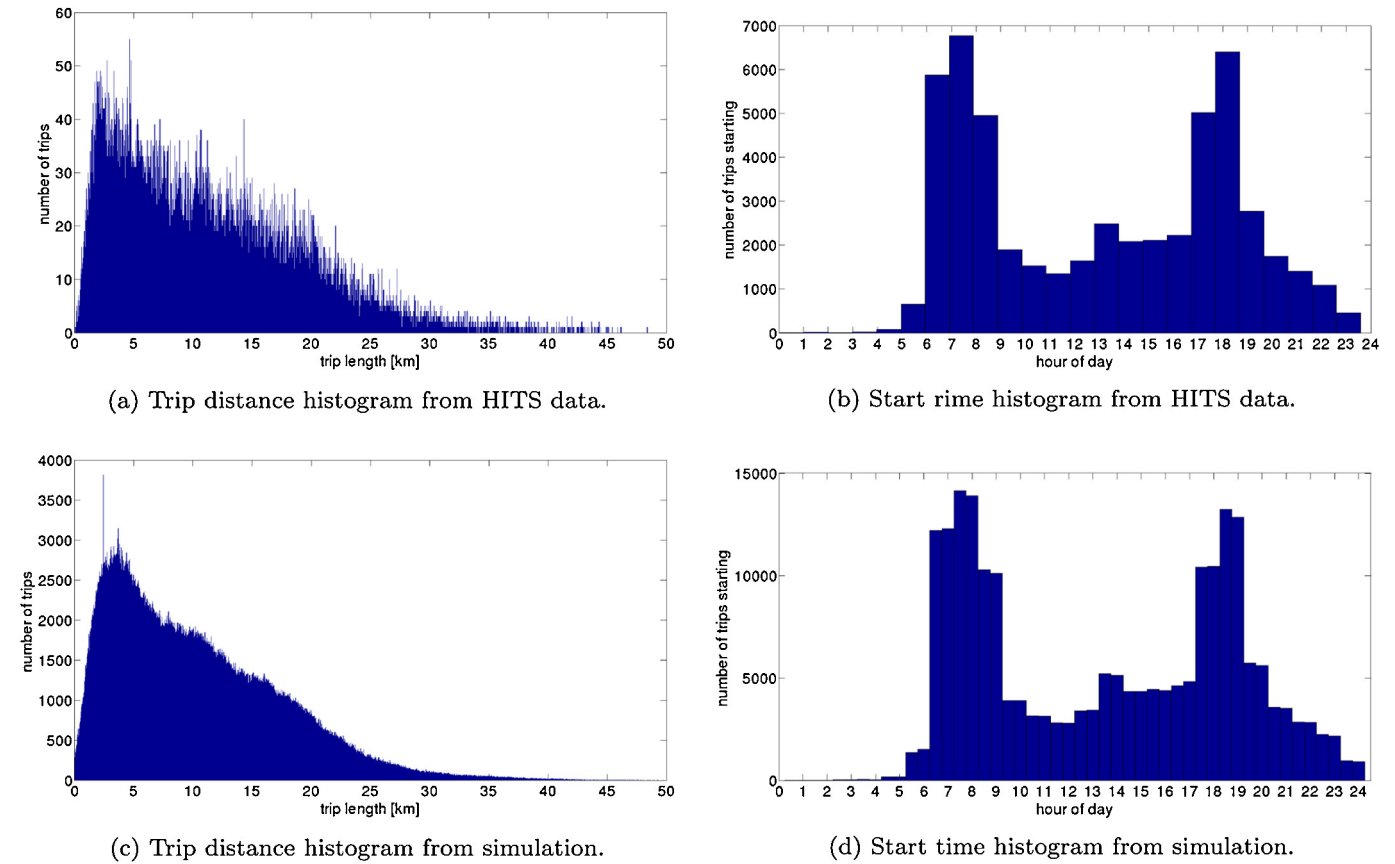 60
50
40
30
20
10
0
number of trips
0 5 10 15 20 25 30 35 40 45 50
trip length [km]
(a) Trip distance histogram from HITS data.
7000
6000
5000
4000
3000
2000
1000
0
number of trips starting
0 1 2 3 4 5 6 7 8 9 10 11 12 13 14 15 16 17 18 19 20 21 22 23 24
hour of day
(b) Start rime histogram from HITS data.
4000
3500
3000
2500
2000
1500
1000
500
0
number of trips
0 5 10 15 20 25 30 35 40 45 50
trip length [km]
(c) Trip distance histogram from simulation.
15000
10000
5000
0
number of trips starting
0 1 2 3 4 5 6 7 8 9 10 11 12 13 14 15 16 17 18 19 20 21 22 23 24
hour of day
(d) Start time histogram from simulation.